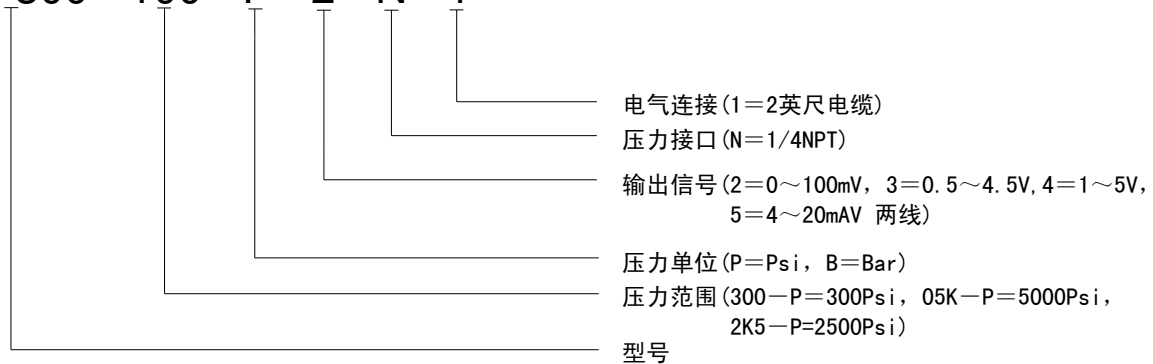 电气连接(1＝2英尺电缆)
压力接口(N＝1/4NPT)
输出信号(2＝0～100mV，3＝0.5～4.5V,4＝1～5V，
5＝4～20mAV 两线)
压力单位(P＝Psi，B＝Bar)
压力范围(300－P＝300Psi，05K－P＝5000Psi，
2K5－P=2500Psi)
型号